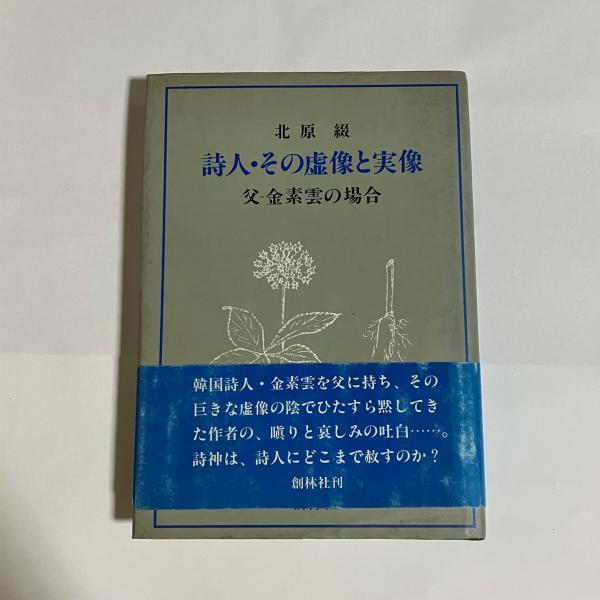 北原 綴
詩人・その虚像と実像
父-金素雲の場合
韓国詩人・金素雲を父に持ち、その
巨きな虚像の陰でひたすら黙してき
た作者の、瞋りと哀しみの吐白……。
詩神は、詩人にどこまで赦すのか?
創林社刊